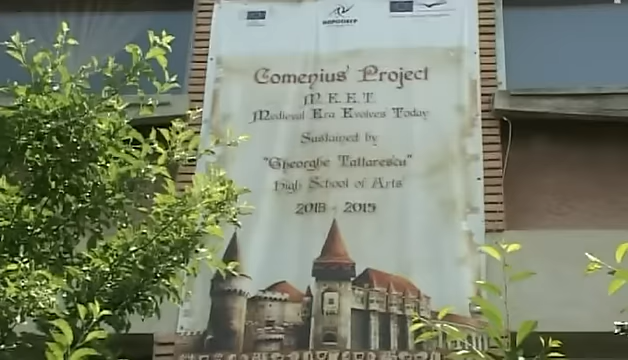 Comenius' Project
M.E.E.T.
Medieval Era Evolves Today
Sustained by
"Gheorghe Tattarescu"
High School of Arts
2013 - 2015